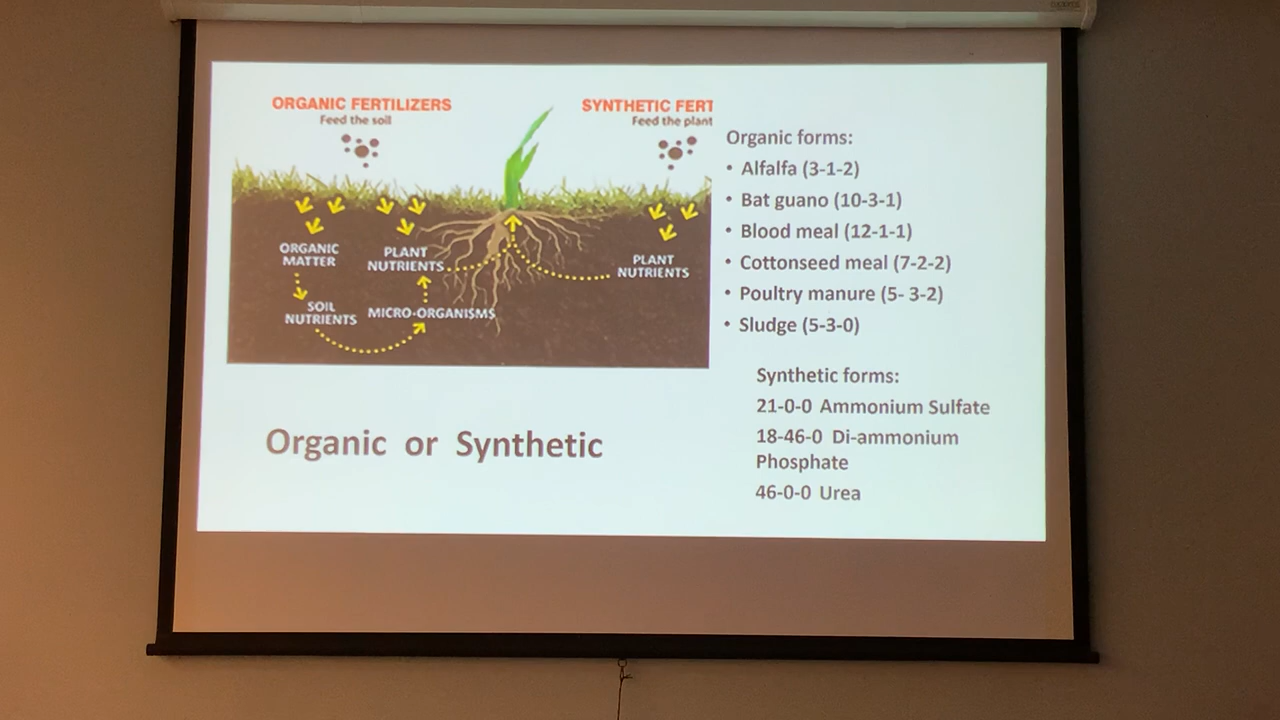 ORGANIC FERTILIZERS
Feed the soil
SYNTHETIC FERT
Feed the plant
ORGANIC
MATTER
PLANT
NUTRIENTS
SOIL
NUTRIENTS
MICRO-ORGANISMS
PLANT
NUTRIENTS
Organic or Synthetic
Organic forms:
• Alfalfa (3-1-2)
• Bat guano (10-3-1)
• Blood meal (12-1-1)
• Cottonseed meal (7-2-2)
• Poultry manure (5- 3-2)
• Sludge (5-3-0)
Synthetic forms:
21-0-0 Ammonium Sulfate
18-46-0 Di-ammonium
Phosphate
46-0-0 Urea